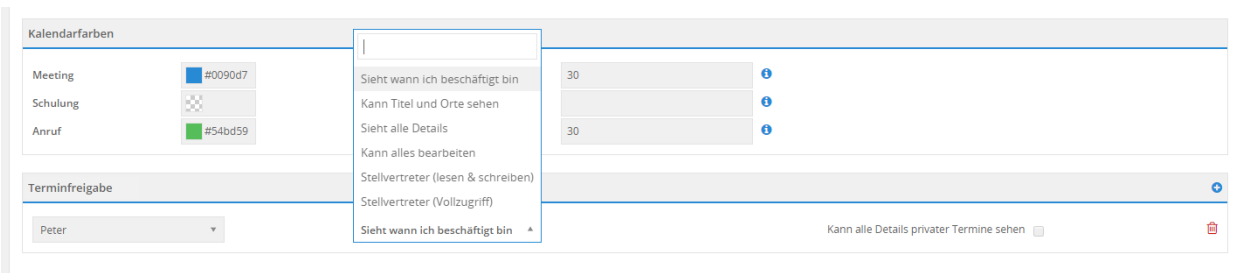 Kalendarfarben
Meeting #0090d7 30
Schulung
Anruf #54bd59 30
Sieht wann ich beschäftigt bin
Kann Titel und Orte sehen
Sieht alle Details
Kann alles bearbeiten
Stellvertreter (lesen & schreiben)
Stellvertreter (Vollzugriff)
Terminfreigabe
Peter Sieht wann ich beschäftigt bin Kann alle Details privater Termine sehen